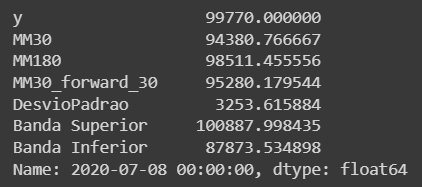 y 99770.000000
MM30 94380.766667
MM180 98511.455556
MM30_forward_30 95280.179544
DesvioPadrao 3253.615884
Banda Superior 100887.998435
Banda Inferior 87873.534898
Name: 2020-07-08 00:00:00, dtype: float64